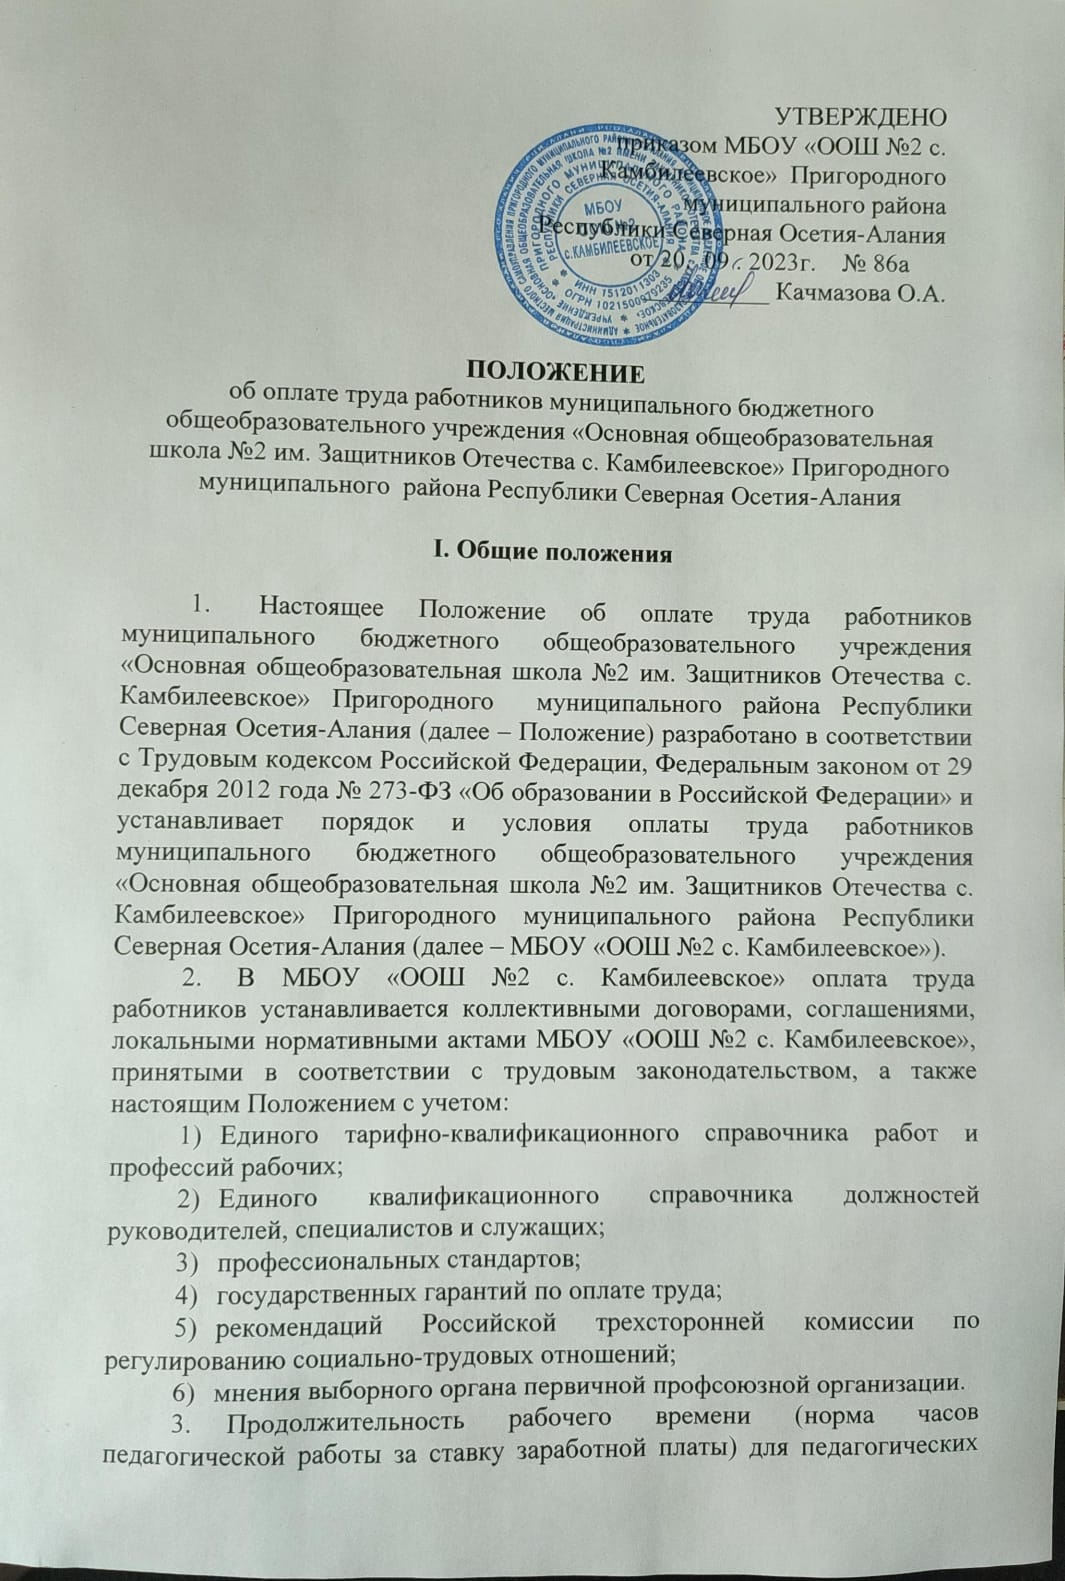 УТВЕРЖДЕНО
приказом МБОУ «ООШ №2 с.
Камбилеевское» Пригородного
муниципального района
Республики Северная Осетия-Алания
от 20. 09. 2023г. № 86а
Качмазова О.А.
МБОУ
ООШ №2
с.КАМБИЛЕЕВСКОЕ
ИНН 1512011303
ОГРН 1021500979235
ПОЛОЖЕНИЕ
об оплате труда работников муниципального бюджетного
общеобразовательного учреждения «Основная общеобразовательная
школа №2 им. Защитников Отечества с. Камбилеевское» Пригородного
муниципального района Республики Северная Осетия-Алания
I. Общие положения
1. Настоящее Положение об оплате труда работников
муниципального бюджетного общеобразовательного учреждения
«Основная общеобразовательная школа №2 им. Защитников Отечества с.
Камбилеевское» Пригородного муниципального района Республики
Северная Осетия-Алания (далее – Положение) разработано в соответствии
с Трудовым кодексом Российской Федерации, Федеральным законом от 29
декабря 2012 года № 273-ФЗ «Об образовании в Российской Федерации» и
устанавливает порядок и условия оплаты труда работников
муниципального бюджетного общеобразовательного учреждения
«Основная общеобразовательная школа №2 им. Защитников Отечества с.
Камбилеевское» Пригородного муниципального района Республики
Северная Осетия-Алания (далее – МБОУ «ООШ №2 с. Камбилеевское»).
2. В МБОУ «ООШ №2 с. Камбилеевское» оплата труда
работников устанавливается коллективными договорами, соглашениями,
локальными нормативными актами МБОУ «ООШ №2 с. Камбилеевское»,
принятыми в соответствии с трудовым законодательством, а также
настоящим Положением с учетом:
1) Единого тарифно-квалификационного справочника работ и
профессий рабочих;
2) Единого квалификационного справочника должностей
руководителей, специалистов и служащих;
3) профессиональных стандартов;
4) государственных гарантий по оплате труда;
5) рекомендаций Российской трехсторонней комиссии по
регулированию социально-трудовых отношений;
6) мнения выборного органа первичной профсоюзной организации.
3. Продолжительность рабочего времени (норма часов
педагогической работы за ставку заработной платы) для педагогических